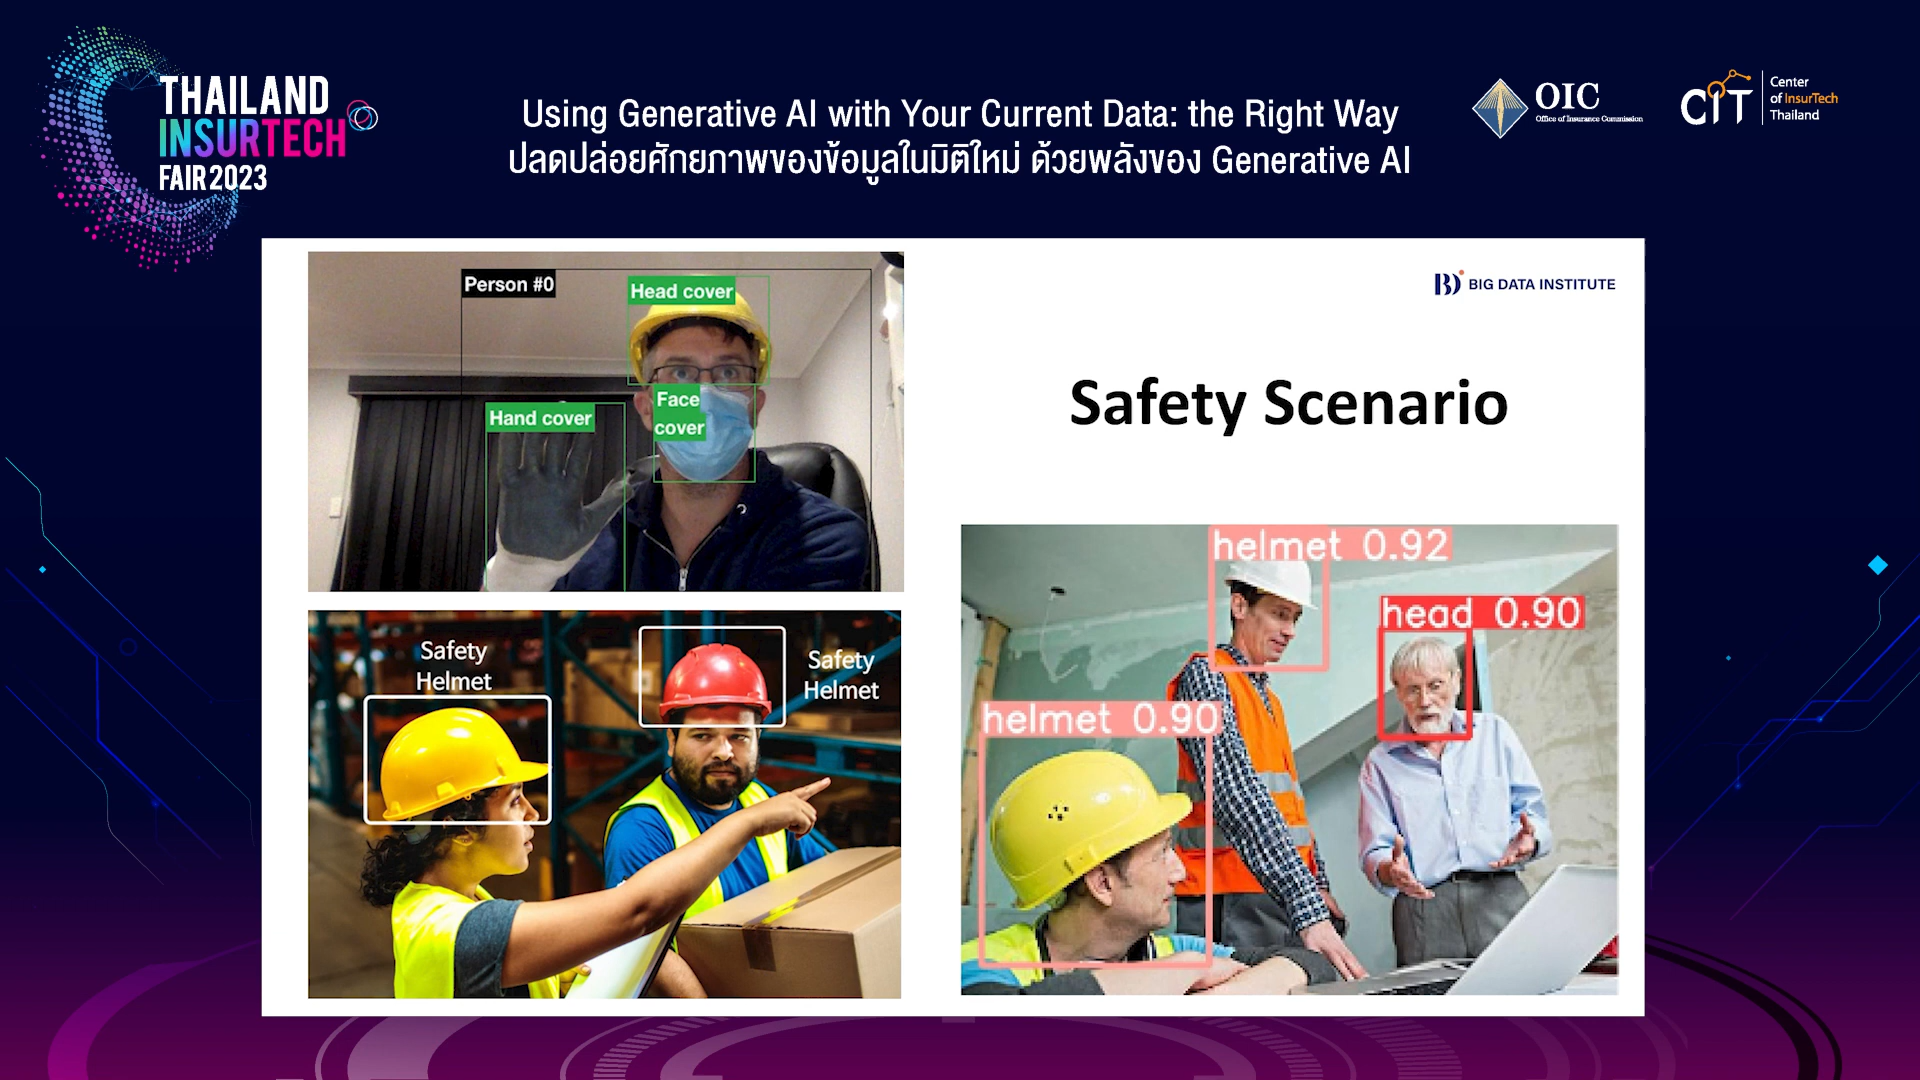 THAILAND
INSURTECH
FAIR 2023
Using Generative AI with Your Current Data: the Right Way
ปลดปล่อยศักยภาพของข้อมูลในมิติใหม่ ด้วยพลังของ Generative AI
OIC
Office of Insurance Commission
CIT
Center
of InsurTech
Thailand
BIG DATA INSTITUTE
Safety Scenario
Person #0
Head cover
Face
cover
Hand cover
Safety
Helmet
Safety
Helmet
helmet 0.92
head 0.90
helmet 0.90